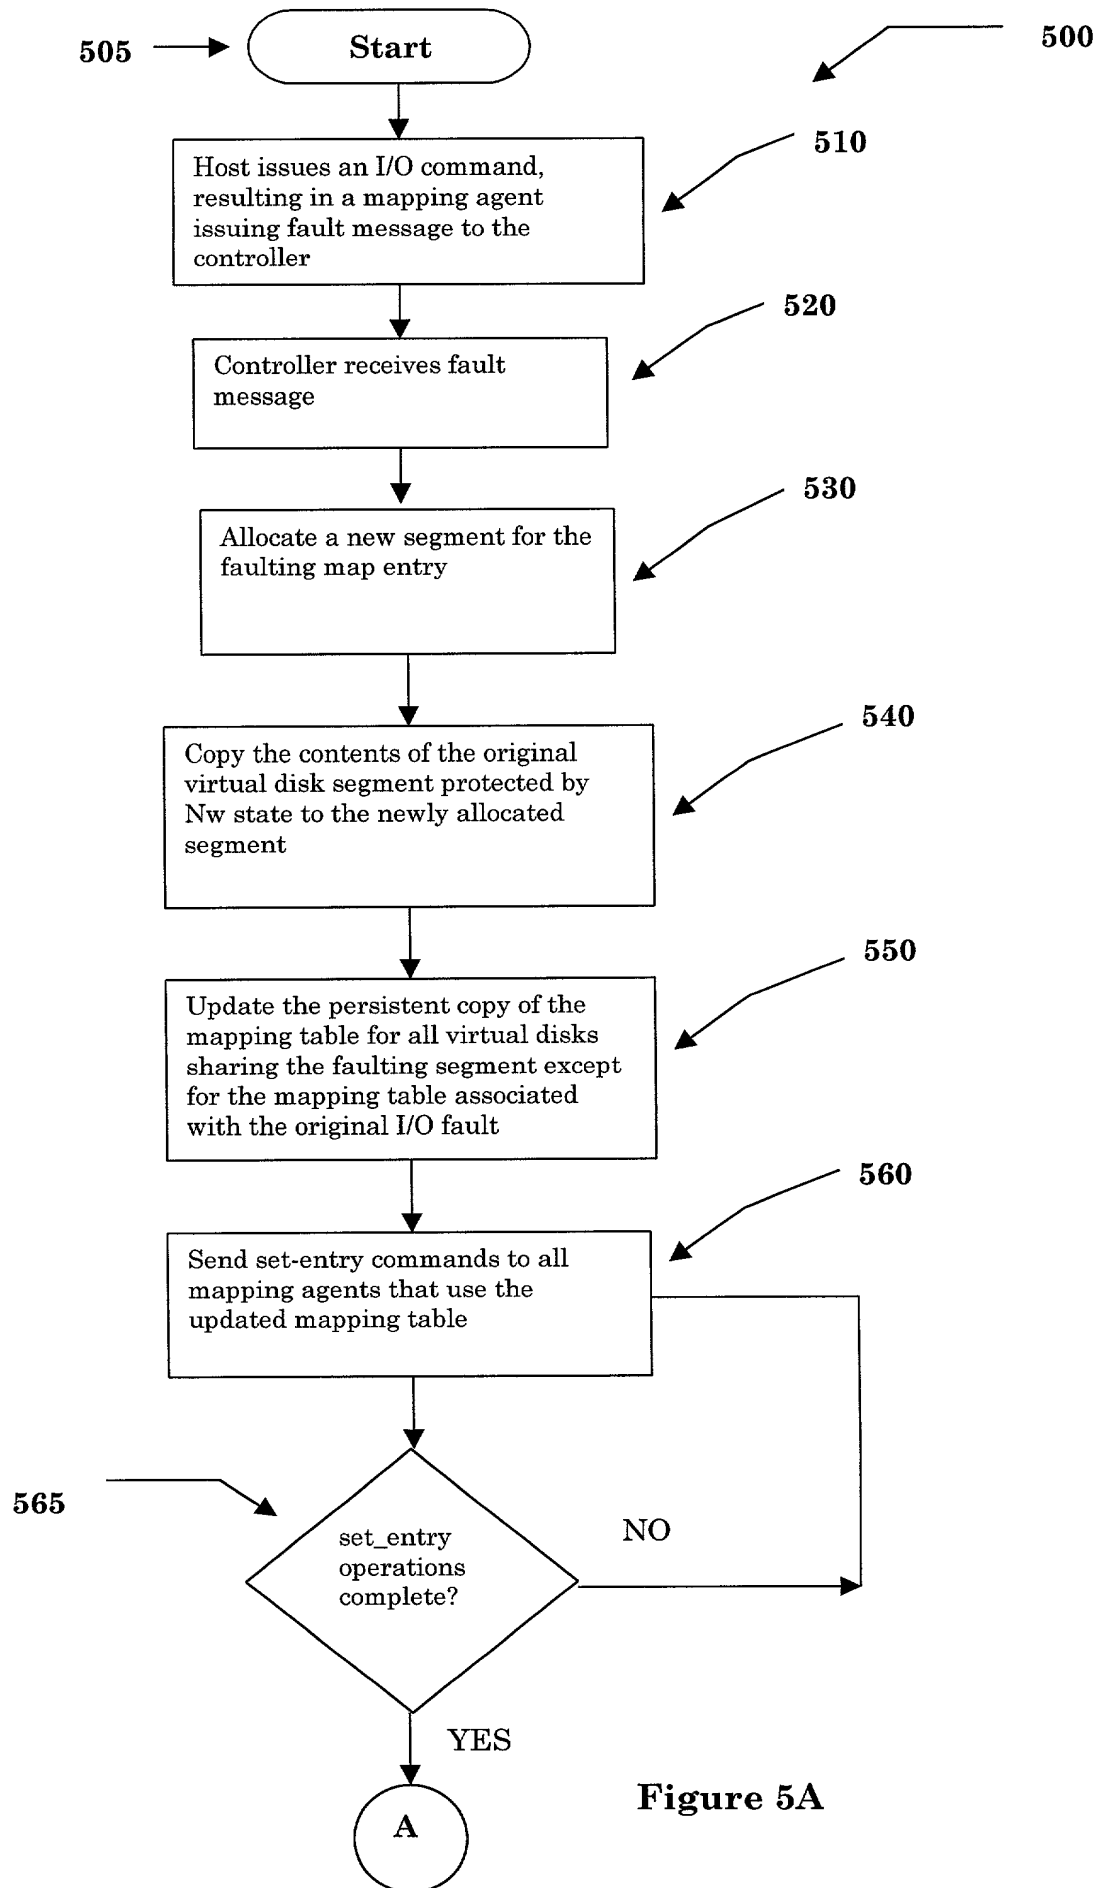 505
Start
500
510
Host issues an I/O command,
resulting in a mapping agent
issuing fault message to the
controller
520
Controller receives fault
message
530
Allocate a new segment for the
faulting map entry
540
Copy the contents of the original
virtual disk segment protected by
Nw state to the newly allocated
segment
550
Update the persistent copy of the
mapping table for all virtual disks
sharing the faulting segment except
for the mapping table associated
with the original I/O fault
560
Send set-entry commands to all
mapping agents that use the
updated mapping table
565
set_entry
operations
complete?
NO
YES
A
Figure 5A